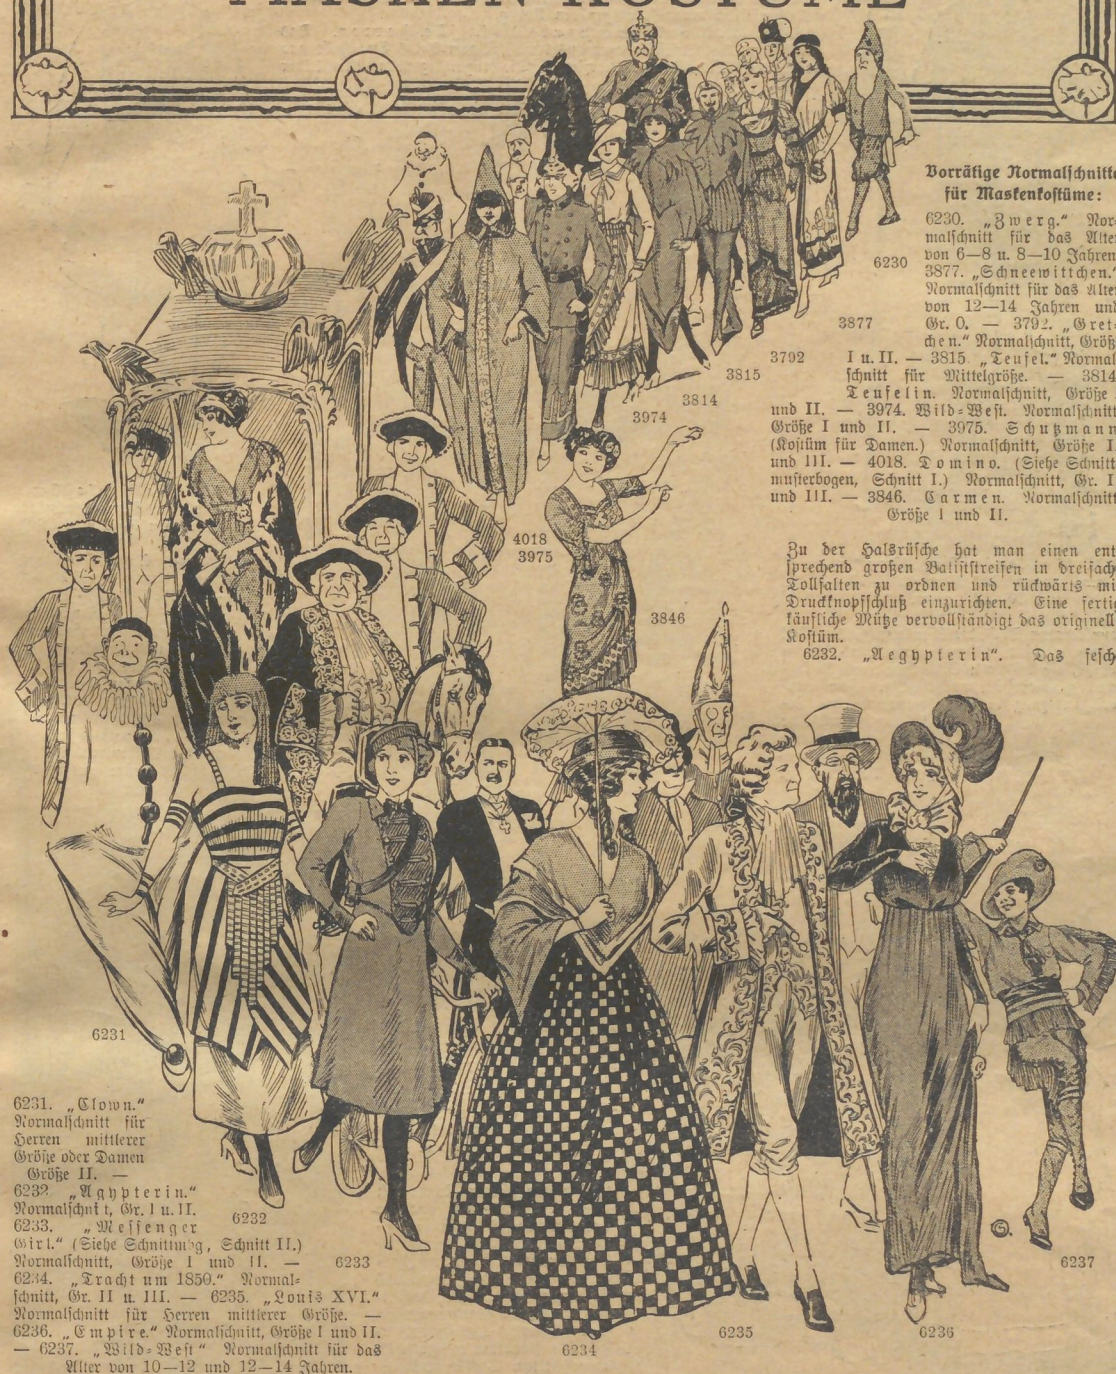 MASKEN-KOSTÜME
Vorrätige Normalschnitte
für Maskenkostüme:
6230. „Zwerg.“ Nor-
malschnitt für das Alter
von 6—8 u. 8—10 Jahren
3877. „Schneewittchen.“
Normalschnitt für das Alter
von 12—14 Jahren und
Gr. 0. — 3792. „Gret-
chen.“ Normalschnitt, Größe
I u. II. — 3815. „Teufel.“ Normal-
schnitt für Mittelgröße. — 3814.
Teufelin. Normalschnitt, Größe I
und II. — 3974. Wild-West. Normalschnitt
Größe I und II. — 3975. Schutzmann
(Kostüm für Damen.) Normalschnitt, Größe II
und III. — 4018. Domino. (Siehe Schnitt-
musterbogen, Schnitt I.) Normalschnitt, Gr. II
und III. — 3846. Carmen. Normalschnitt
Größe I und II.
Zu der Halsrüsche hat man einen ent-
sprechend großen Batiststreifen in dreifache
Tollfalten zu ordnen und rückwärts mit
Druckknopfschluß einzurichten. Eine fertig
käufliche Mütze vervollständigt das originelle
Kostüm.
6232. „Aegypterin“. Das fesche
6230
3877
3792
3815
3814
3974
4018
3975
3846
6231
6231. „Clown.“
Normalschnitt für
Herren mittlerer
Größe oder Damen
Größe II. —
6232 „Agypterin.“
Normalschnitt, Gr. I u. II.
6233. „Messenger
Girl.“ (Siehe Schnittmbg, Schnitt II.)
Normalschnitt, Größe I und II. —
6234. „Tracht um 1850.“ Normal-
schnitt, Gr. II u. III. — 6235. „Louis XVI.“
Normalschnitt für Herren mittlerer Größe. —
6236. „Empire.“ Normalschnitt, Größe I und II.
— 6237. „Wild-West“ Normalschnitt für das
Alter von 10—12 und 12—14 Jahren.
6232
6233
6234
6235
6236
6237